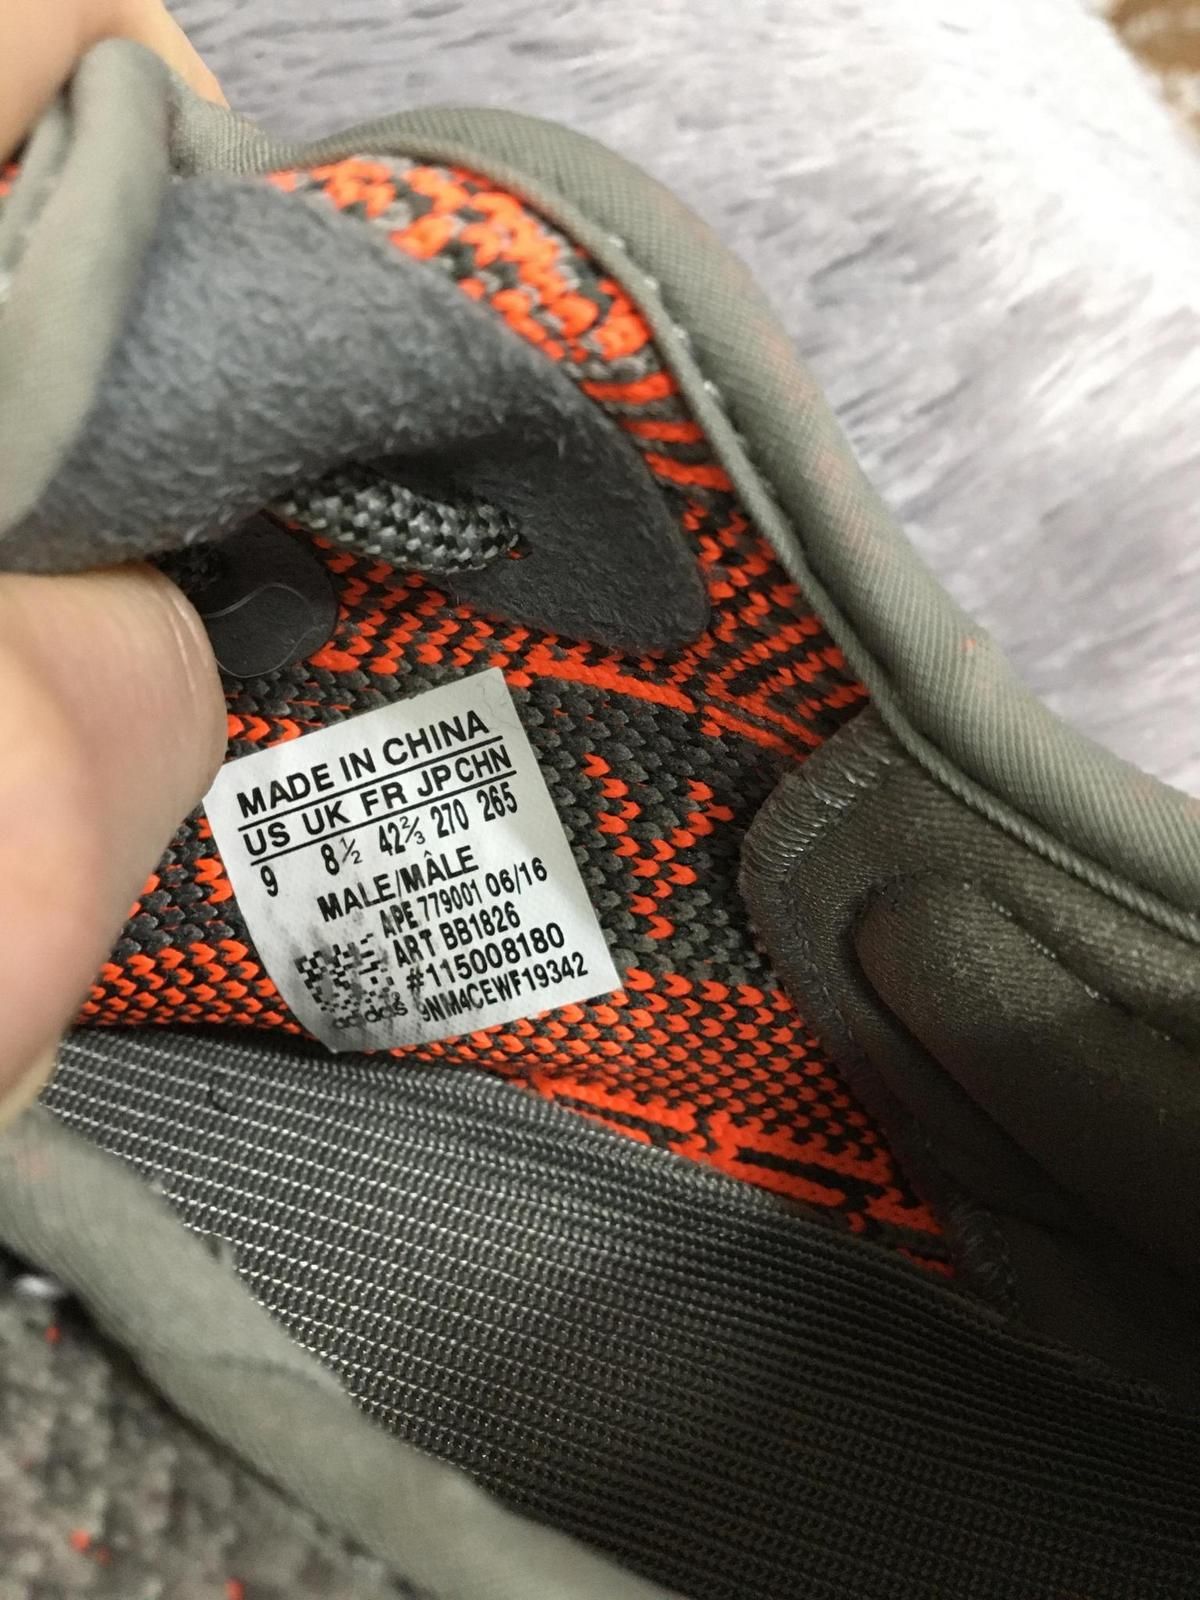 MADE IN CHINA
US UK FR JP CHN
9 8½ 42⅔ 270 265
MALE/MÂLE
APE 779001 06/16
ART BB1826
#115008180
adidas 9NM4CEWF19342